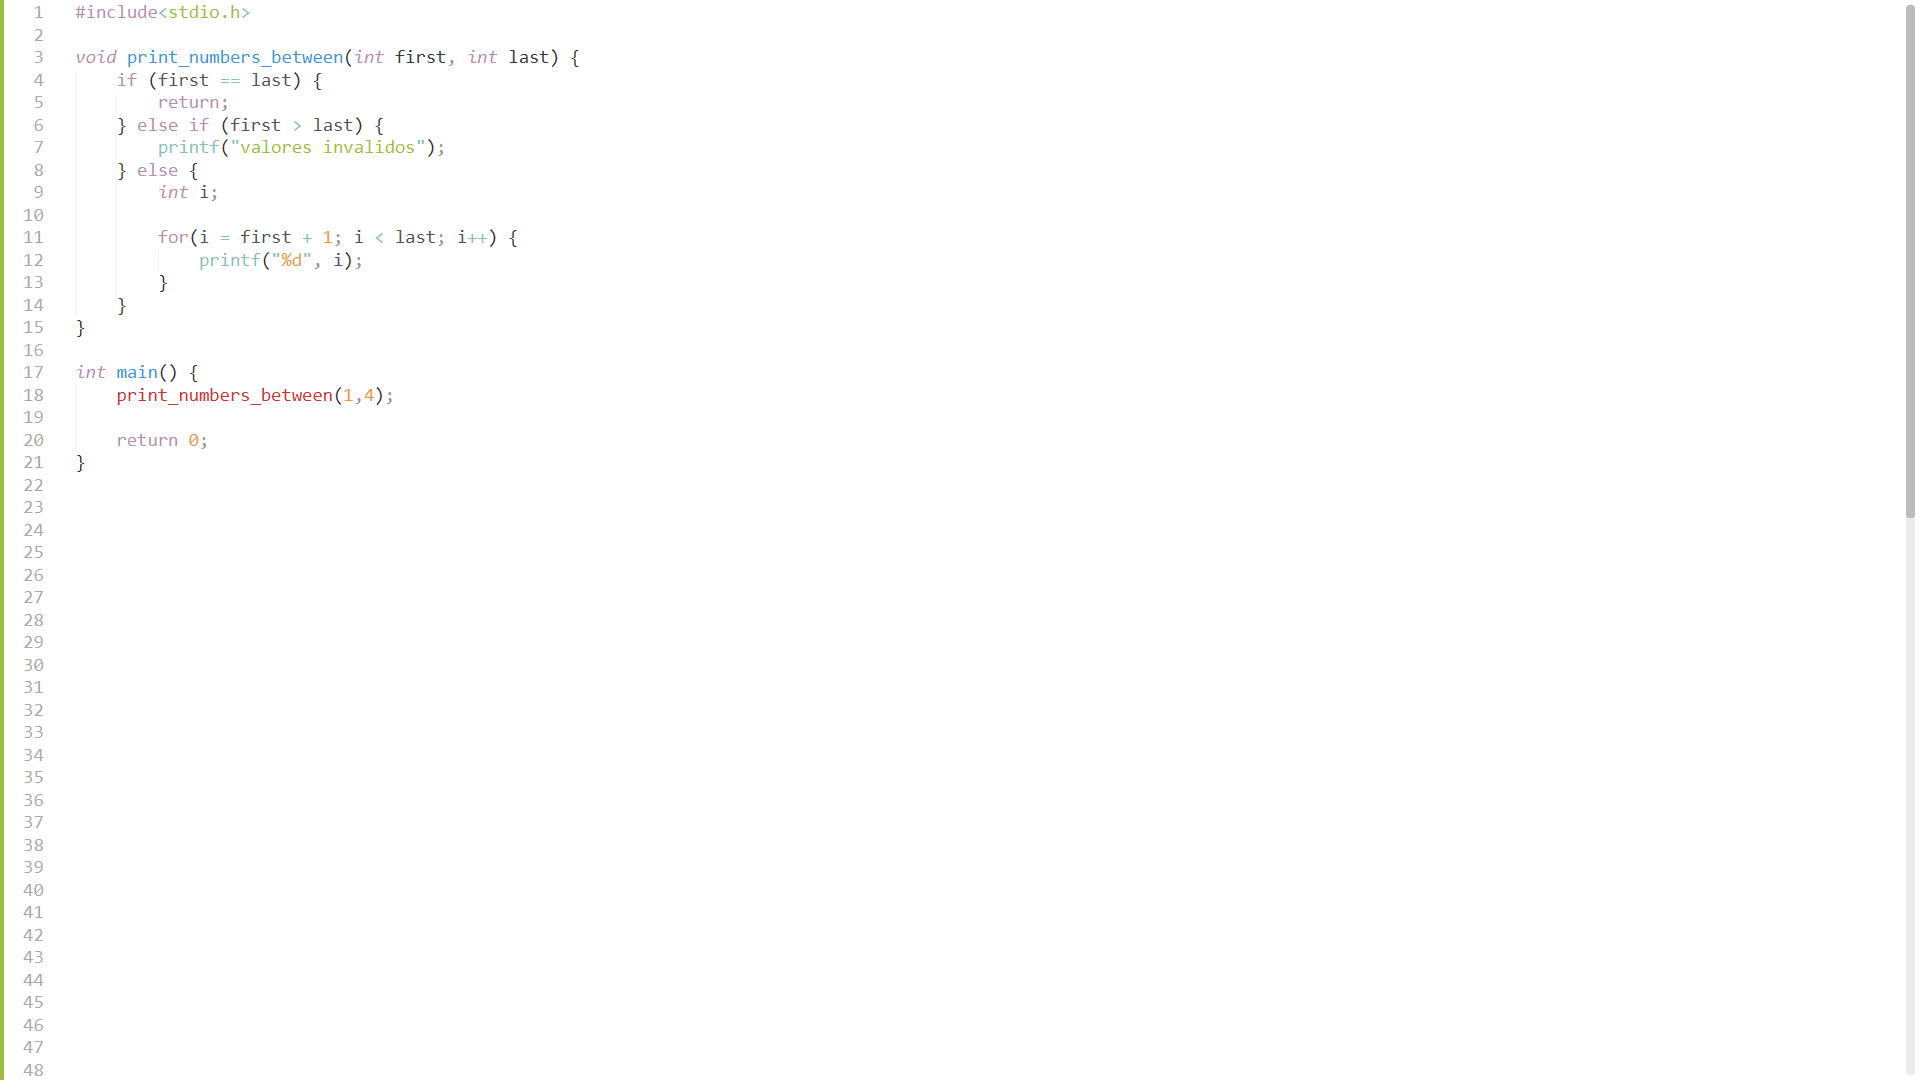 1 #include<stdio.h>
2
3 void print_numbers_between(int first, int last) {
4     if (first == last) {
5         return;
6     } else if (first > last) {
7         printf("valores invalidos");
8     } else {
9         int i;
10
11         for(i = first + 1; i < last; i++) {
12             printf("%d", i);
13         }
14     }
15 }
16
17 int main() {
18     print_numbers_between(1,4);
19
20     return 0;
21 }
22
23
24
25
26
27
28
29
30
31
32
33
34
35
36
37
38
39
40
41
42
43
44
45
46
47
48